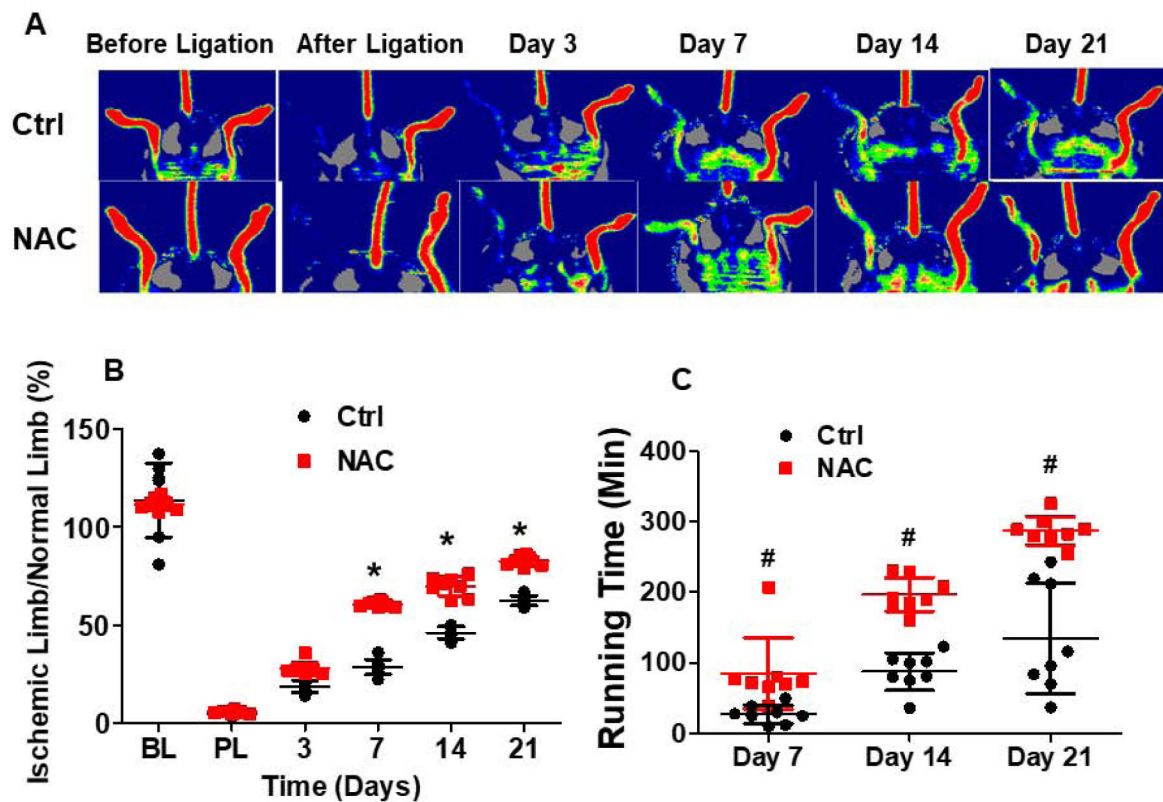 A
Before Ligation After Ligation Day 3 Day 7 Day 14 Day 21
Ctrl
NAC
B
Ischemic Limb/Normal Limb (%)
150
100
50
0
Ctrl
NAC
*
*
*
BL PL 3 7 14 21
Time (Days)
C
Running Time (Min)
400
300
200
100
0
Ctrl
NAC
#
#
#
Day 7 Day 14 Day 21